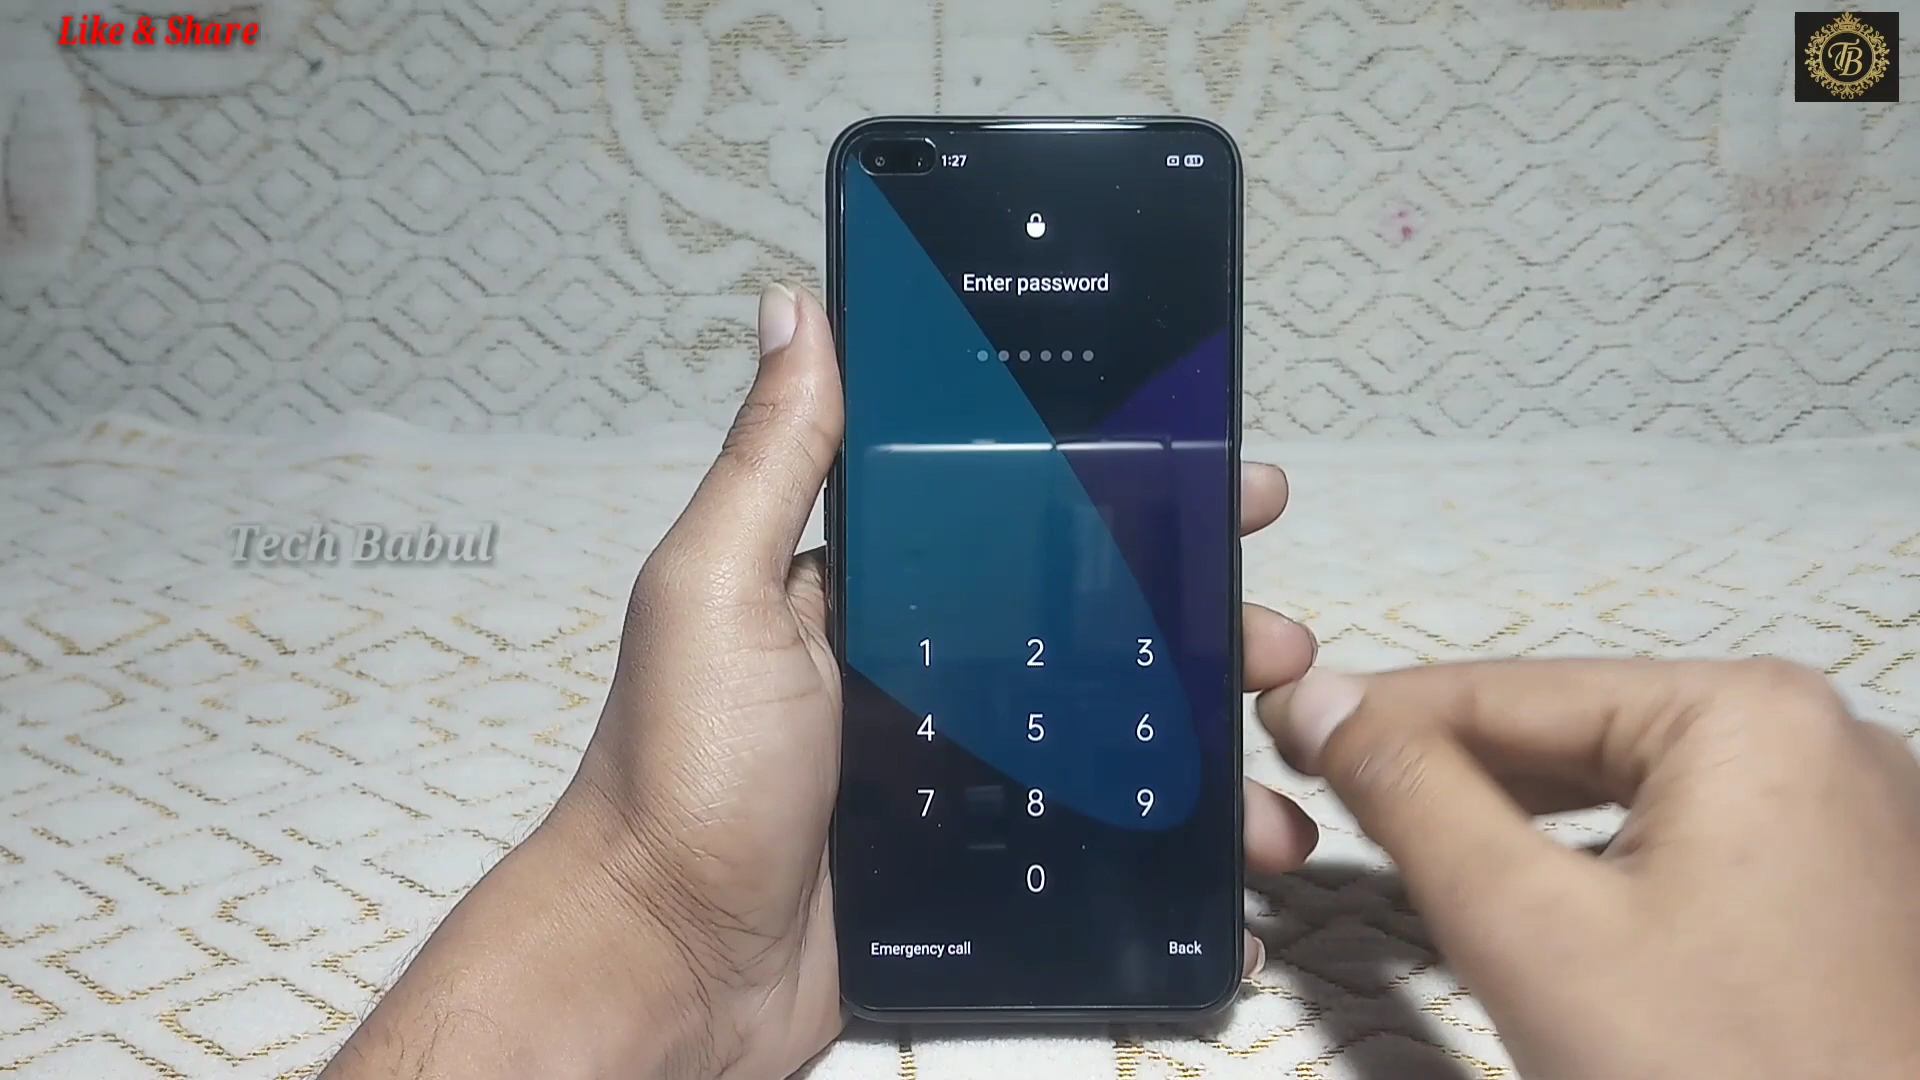 Like & Share
TB
1:27
Enter password
Tech Babul
1 2 3
4 5 6
7 8 9
0
Emergency call Back